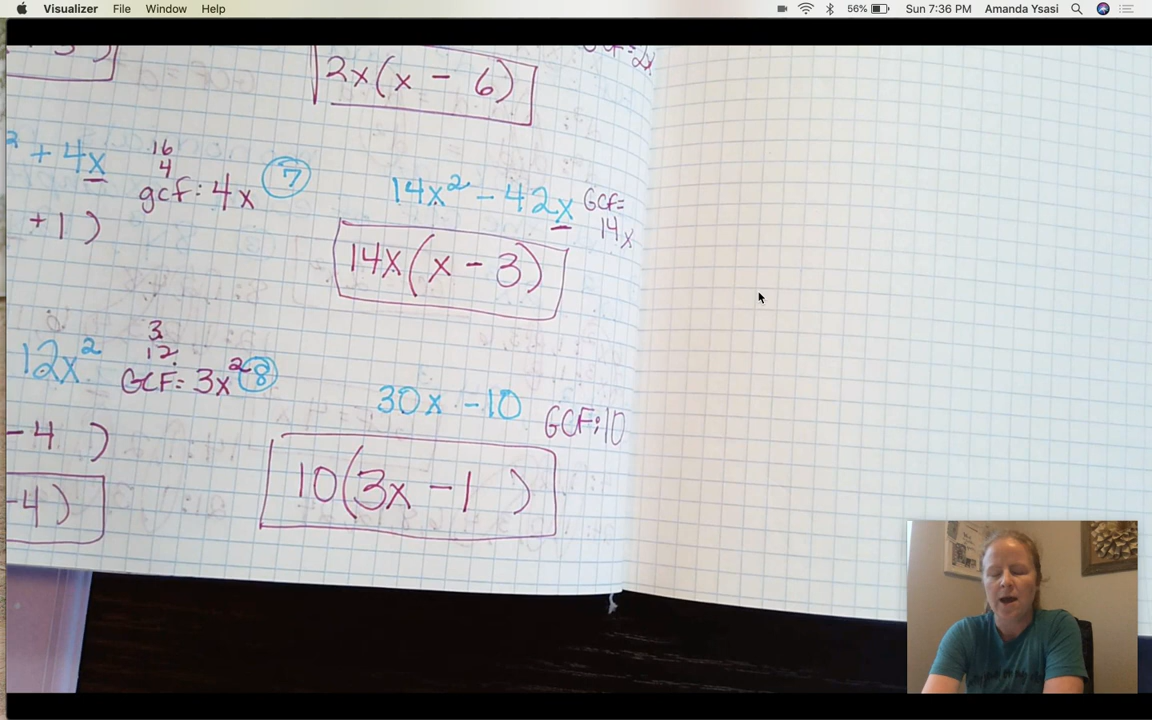 Visualizer File Window Help 56% Sun 7:36 PM Amanda Ysasi
2x(x - 6)
² + 4x
16
4
gcf: 4x
+1 )
⑦ 14x² - 42x
GCF=
14x
14x(x - 3)
12x²
3
12
GCF= 3x²
-4 )
-4)
⑧ 30x - 10
GCF: 10
10(3x - 1 )